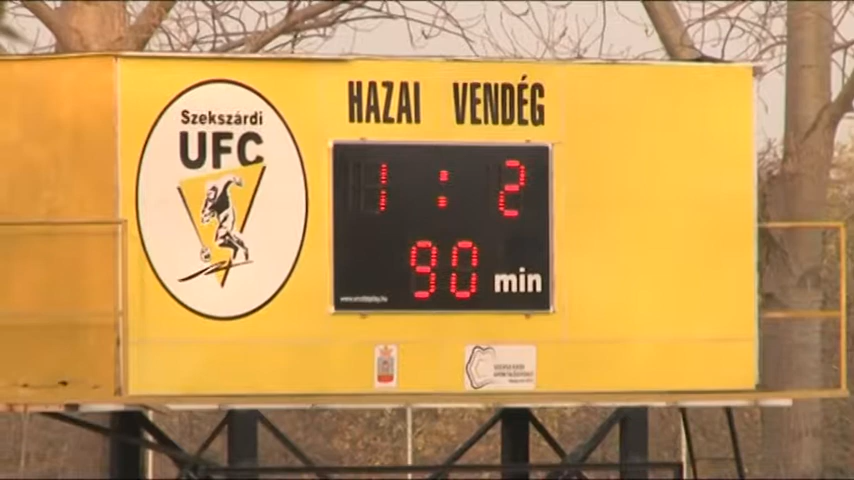 HAZAI VENDÉG
Szekszárdi
UFC
1 : 2
90 min